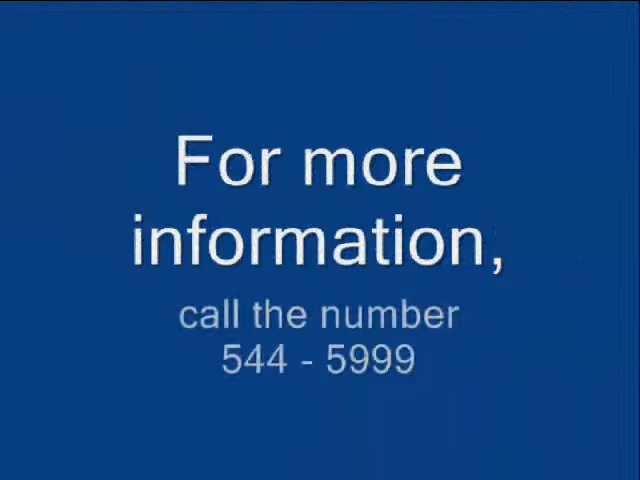 For more
information,
call the number
544 - 5999